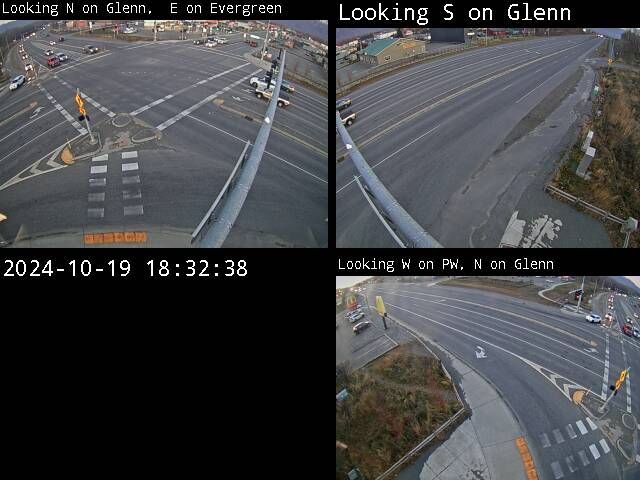 Looking N on Glenn, E on Evergreen
Looking S on Glenn
2024-10-19 18:32:38
Looking W on PW, N on Glenn